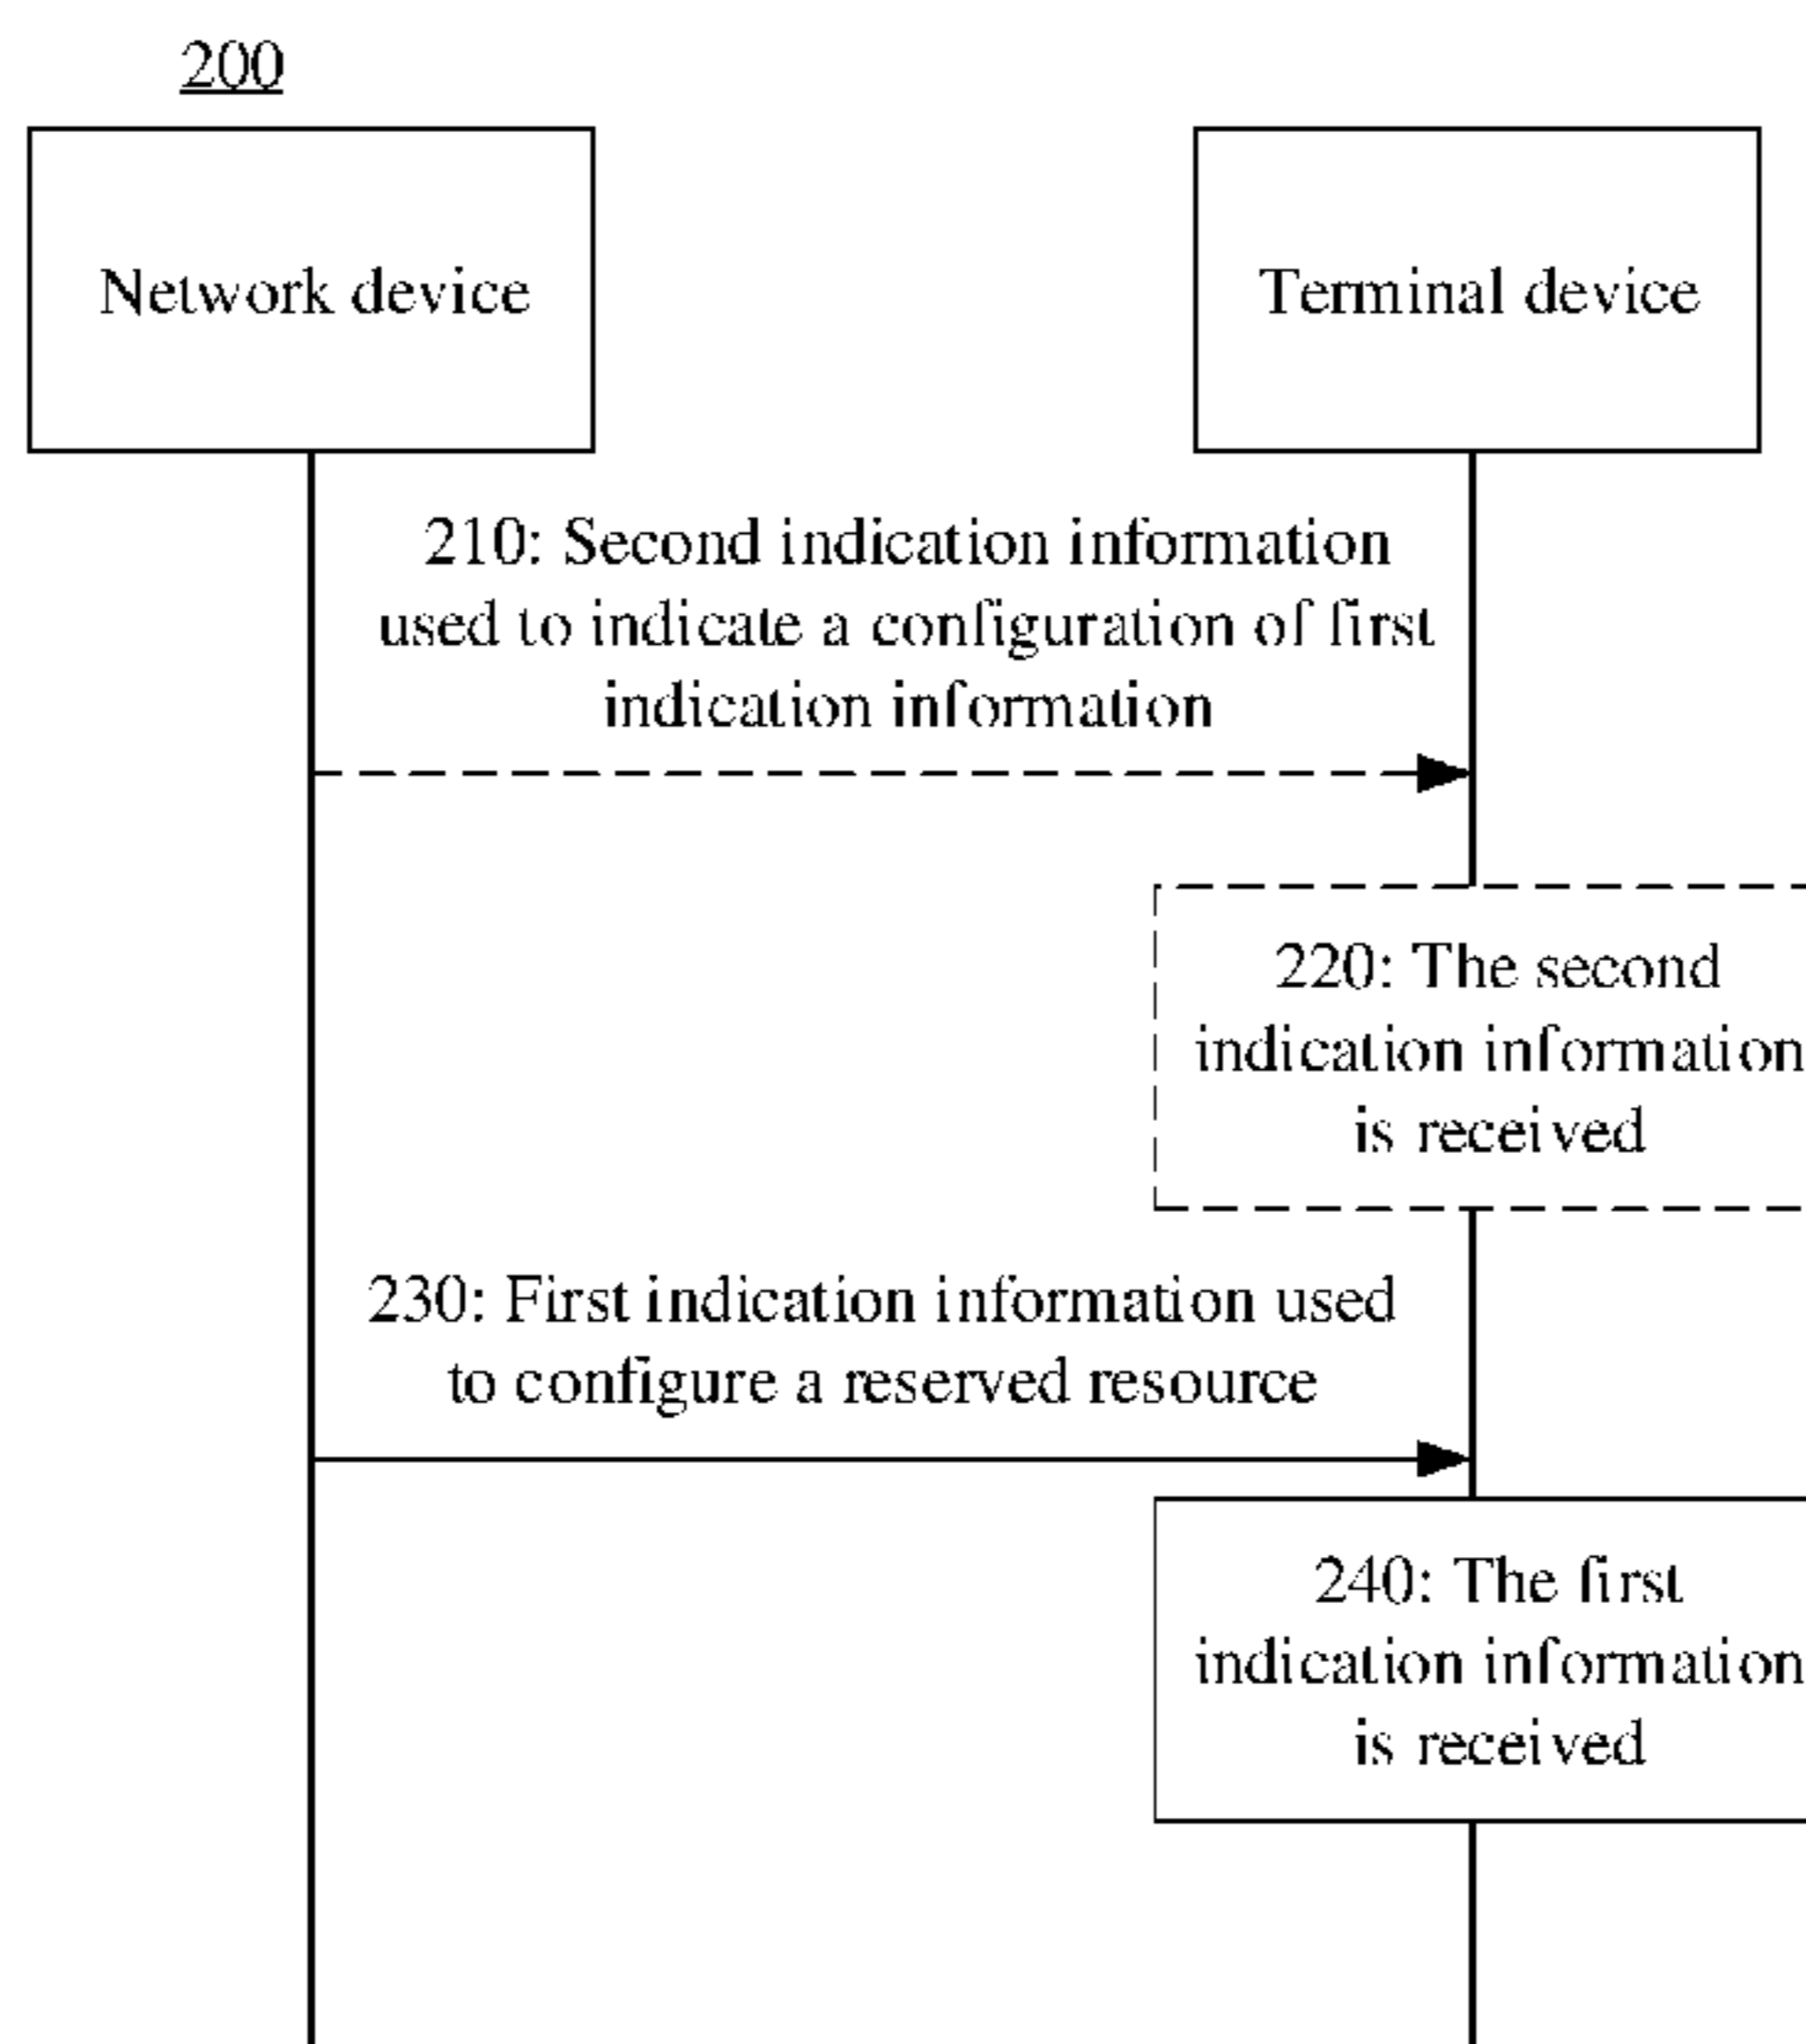 200
Network device
Terminal device
210: Second indication information
used to indicate a configuration of first
indication information
220: The second
indication information
is received
230: First indication information used
to configure a reserved resource
240: The first
indication information
is received